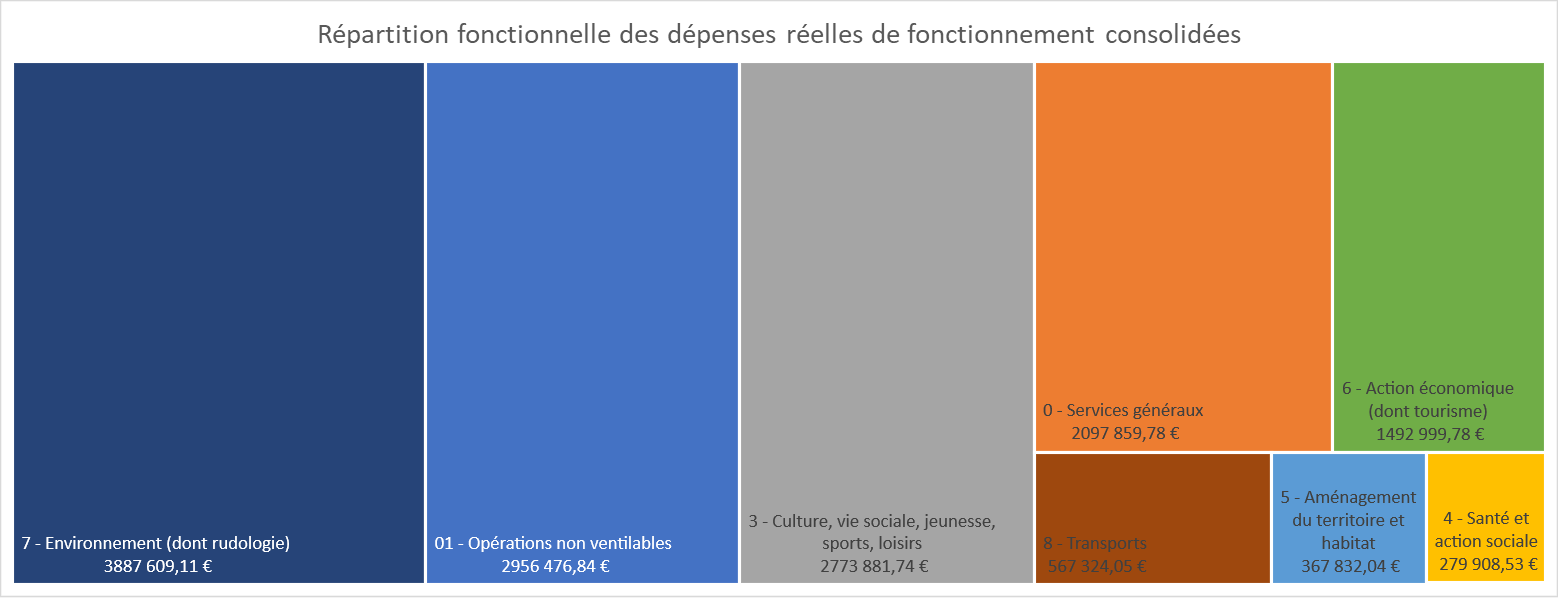 Répartition fonctionnelle des dépenses réelles de fonctionnement consolidées
7 - Environnement (dont rudologie)
3887 609,11 €
01 - Opérations non ventilables
2956 476,84 €
3 - Culture, vie sociale, jeunesse,
sports, loisirs
2773 881,74 €
0 - Services généraux
2097 859,78 €
6 - Action économique
(dont tourisme)
1492 999,78 €
8 - Transports
567 324,05 €
5 - Aménagement
du territoire et
habitat
367 832,04 €
4 - Santé et
action sociale
279 908,53 €